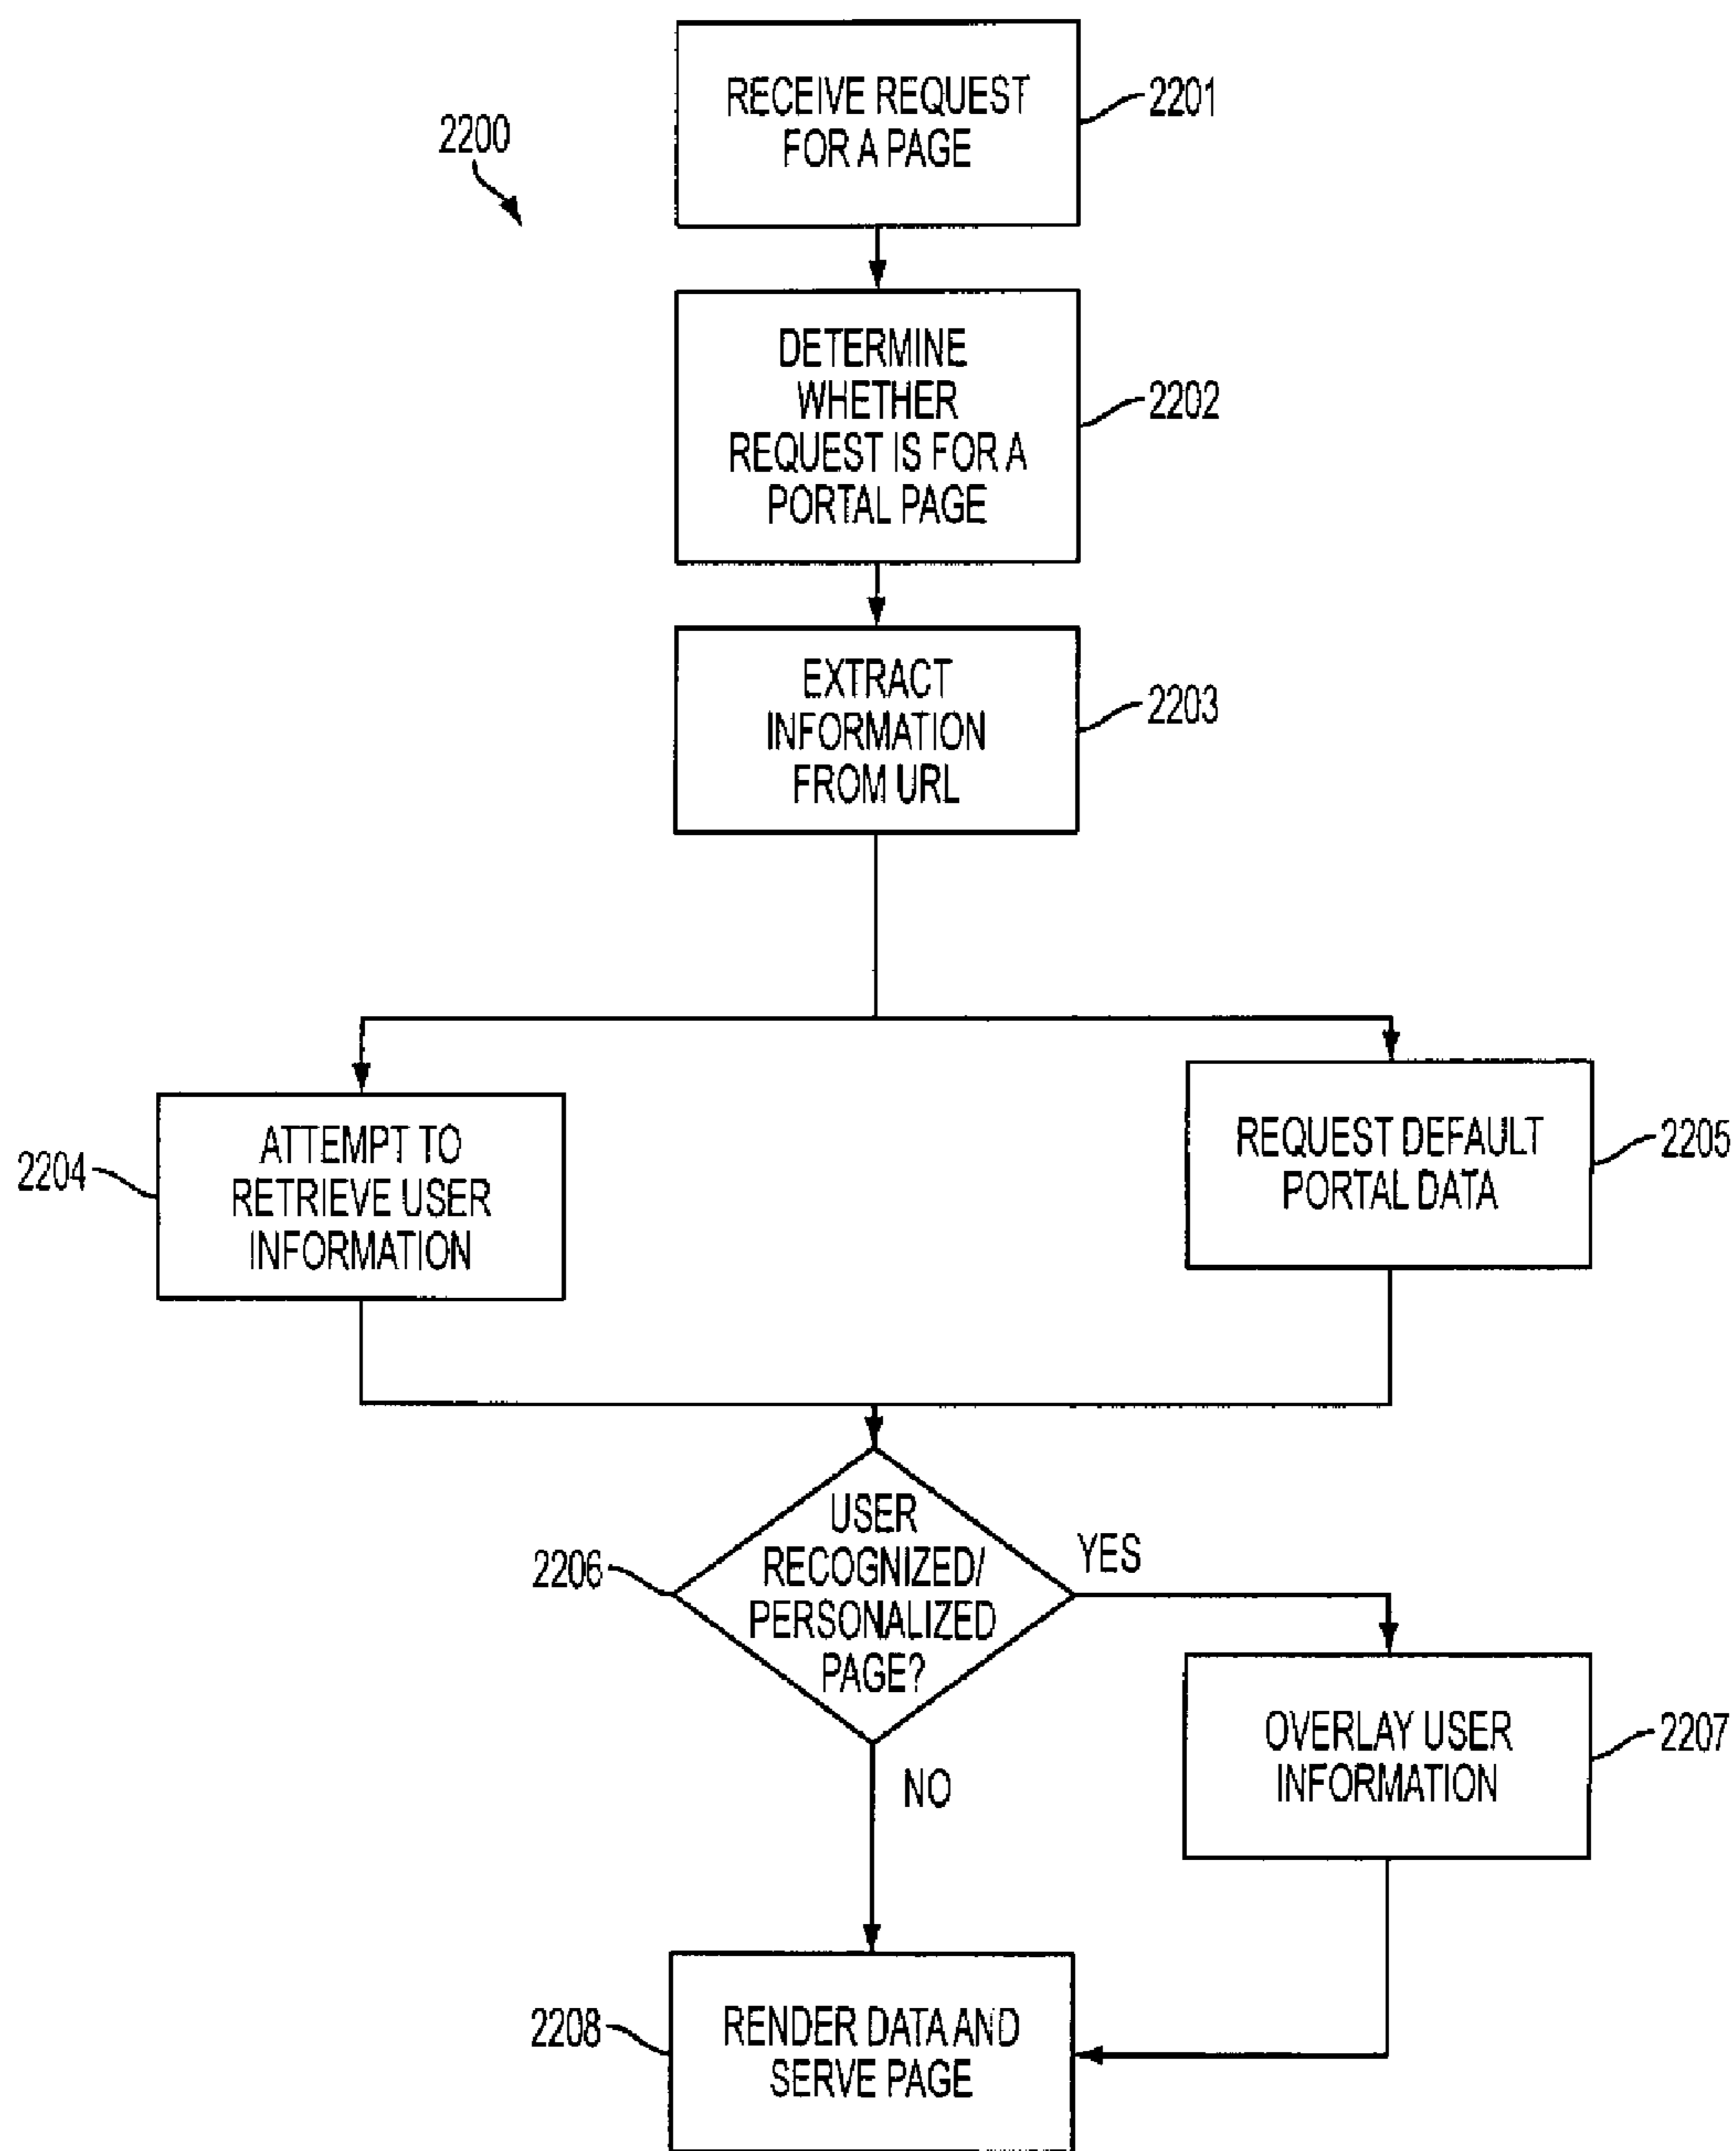 2200
RECEIVE REQUEST
FOR A PAGE
2201
DETERMINE
WHETHER
REQUEST IS FOR A
PORTAL PAGE
2202
EXTRACT
INFORMATION
FROM URL
2203
2204
ATTEMPT TO
RETRIEVE USER
INFORMATION
REQUEST DEFAULT
PORTAL DATA
2205
2206
USER
RECOGNIZED/
PERSONALIZED
PAGE?
YES
NO
OVERLAY USER
INFORMATION
2207
2208
RENDER DATA AND
SERVE PAGE